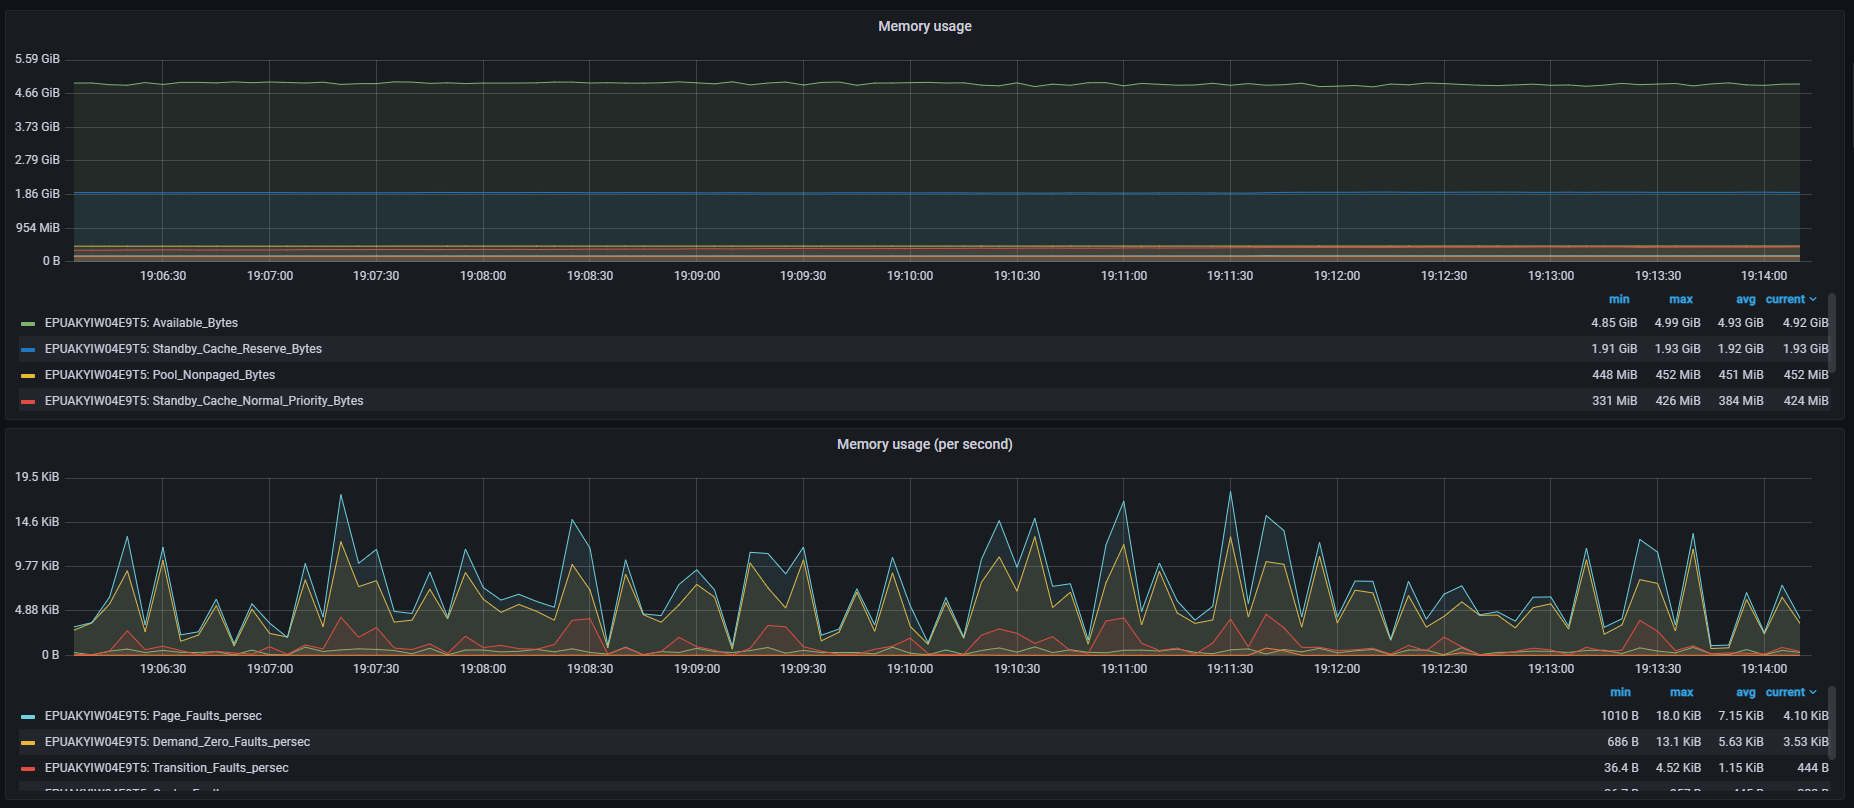 Memory usage
5.59 GiB
4.66 GiB
3.73 GiB
2.79 GiB
1.86 GiB
954 MiB
0 B
19:06:30 19:07:00 19:07:30 19:08:00 19:08:30 19:09:00 19:09:30 19:10:00 19:10:30 19:11:00 19:11:30 19:12:00 19:12:30 19:13:00 19:13:30 19:14:00
min max avg current
EPUAKYIW04E9T5: Available_Bytes 4.85 GiB 4.99 GiB 4.93 GiB 4.92 GiB
EPUAKYIW04E9T5: Standby_Cache_Reserve_Bytes 1.91 GiB 1.93 GiB 1.92 GiB 1.93 GiB
EPUAKYIW04E9T5: Pool_Nonpaged_Bytes 448 MiB 452 MiB 451 MiB 452 MiB
EPUAKYIW04E9T5: Standby_Cache_Normal_Priority_Bytes 331 MiB 426 MiB 384 MiB 424 MiB
Memory usage (per second)
19.5 KiB
14.6 KiB
9.77 KiB
4.88 KiB
0 B
19:06:30 19:07:00 19:07:30 19:08:00 19:08:30 19:09:00 19:09:30 19:10:00 19:10:30 19:11:00 19:11:30 19:12:00 19:12:30 19:13:00 19:13:30 19:14:00
min max avg current
EPUAKYIW04E9T5: Page_Faults_persec 1010 B 18.0 KiB 7.15 KiB 4.10 KiB
EPUAKYIW04E9T5: Demand_Zero_Faults_persec 686 B 13.1 KiB 5.63 KiB 3.53 KiB
EPUAKYIW04E9T5: Transition_Faults_persec 36.4 B 4.52 KiB 1.15 KiB 444 B